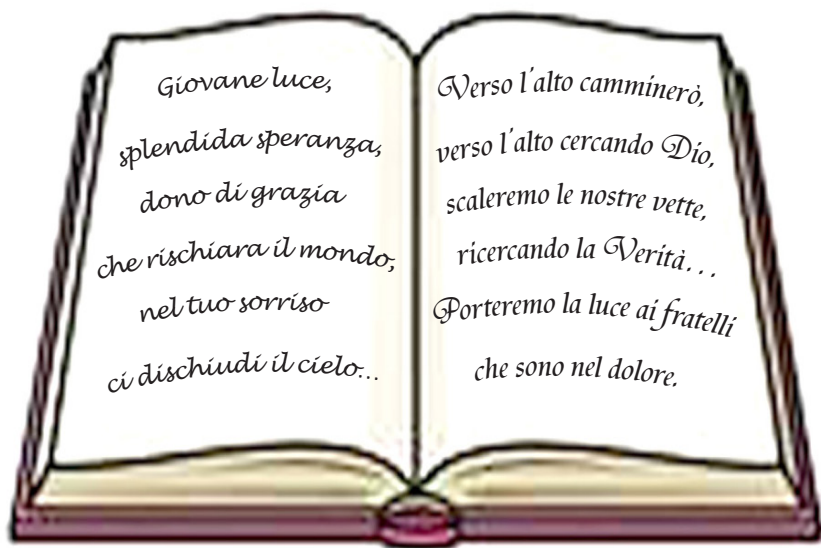 Giovane luce,
splendida speranza,
dono di grazia
che rischiara il mondo,
nel tuo sorriso
ci dischiudi il cielo...
Verso l'alto camminerò,
verso l'alto cercando Dio,
scaleremo le nostre vette,
ricercando la Verità...
Porteremo la luce ai fratelli
che sono nel dolore.